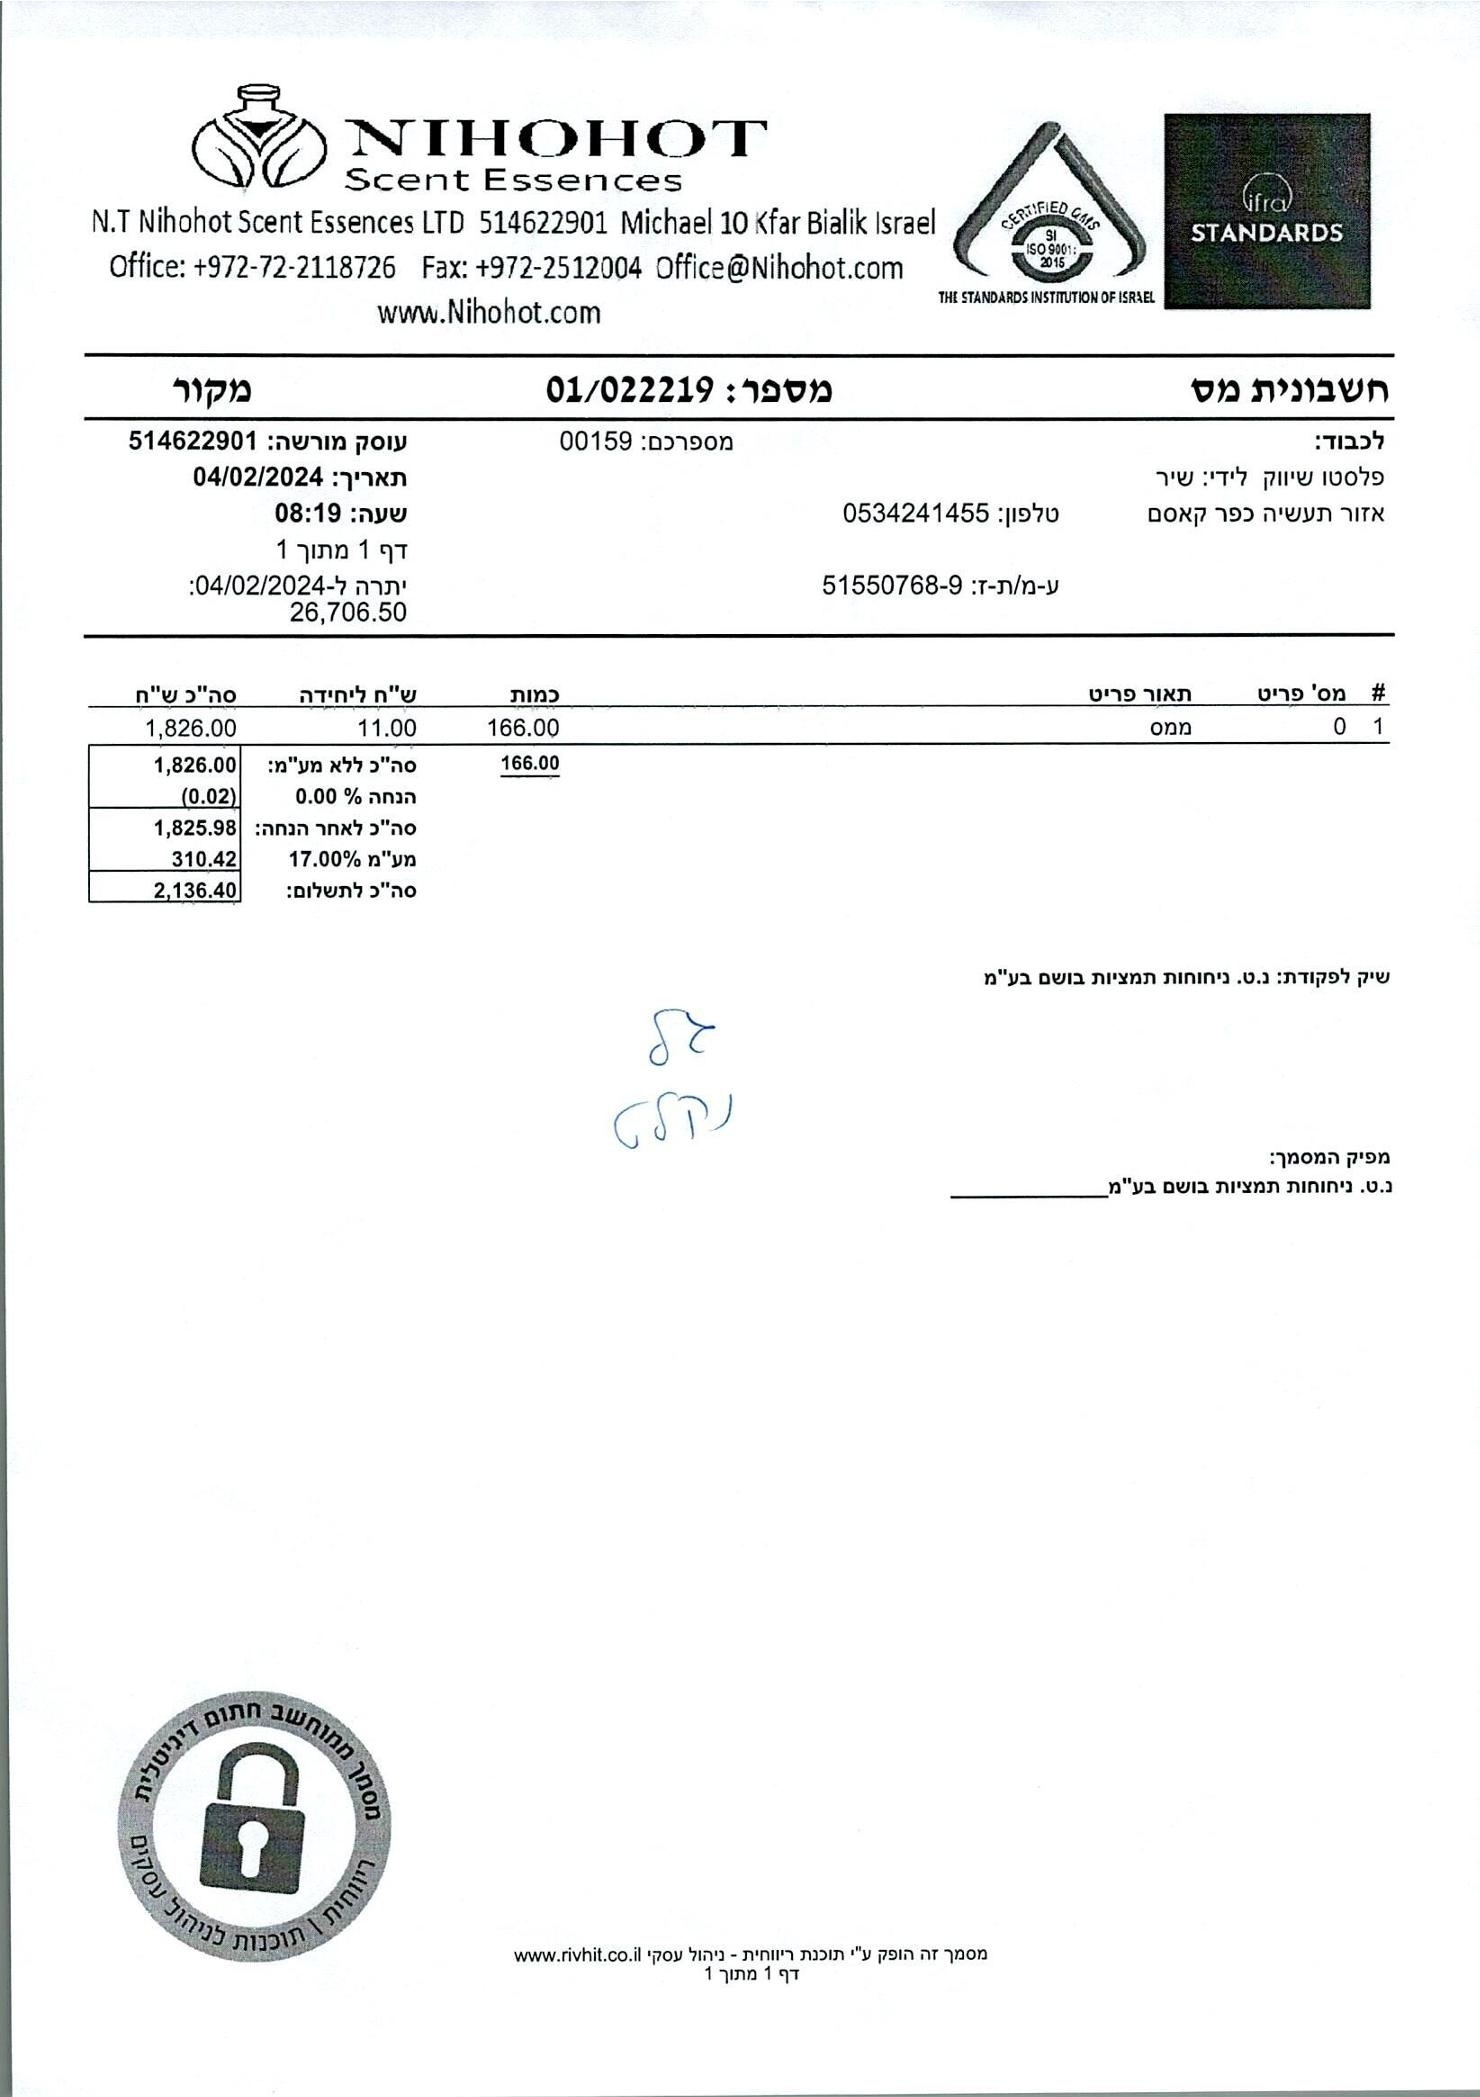 NIHOHOT
Scent Essences
N.T Nihohot Scent Essences LTD 514622901 Michael 10 Kfar Bialik Israel
Office: +972-72-2118726 Fax: +972-2512004 Office@Nihohot.com
www.Nihohot.com
CERTIFIED QMS
SI
ISO 9001:
2015
THE STANDARDS INSTITUTION OF ISRAEL
ifra
STANDARDS
חשבונית מס מספר: 01/022219 מקור
לכבוד: מספרכם: 00159 עוסק מורשה: 514622901
פלסטו שיווק לידי: שיר תאריך: 04/02/2024
אזור תעשיה כפר קאסם טלפון: 0534241455 שעה: 08:19
דף 1 מתוך 1
ע-מ/ת-ז: 51550768-9 יתרה ל-04/02/2024:
26,706.50
# מס' פריט תאור פריט כמות ש"ח ליחידה סה"כ ש"ח
1 0 ממס 166.00 11.00 1,826.00
166.00 סה"כ ללא מע"מ: 1,826.00
הנחה % 0.00 (0.02)
סה"כ לאחר הנחה: 1,825.98
מע"מ 17.00% 310.42
סה"כ לתשלום: 2,136.40
שיק לפקודת: נ.ט. ניחוחות תמציות בושם בע"מ
נקלט
מפיק המסמך:
נ.ט. ניחוחות תמציות בושם בע"מ
מסמך ממוחשב חתום דיגיטלית
ריווחית | תוכנות לניהול עסקים
מסמך זה הופק ע"י תוכנת ריווחית - ניהול עסקי www.rivhit.co.il
דף 1 מתוך 1